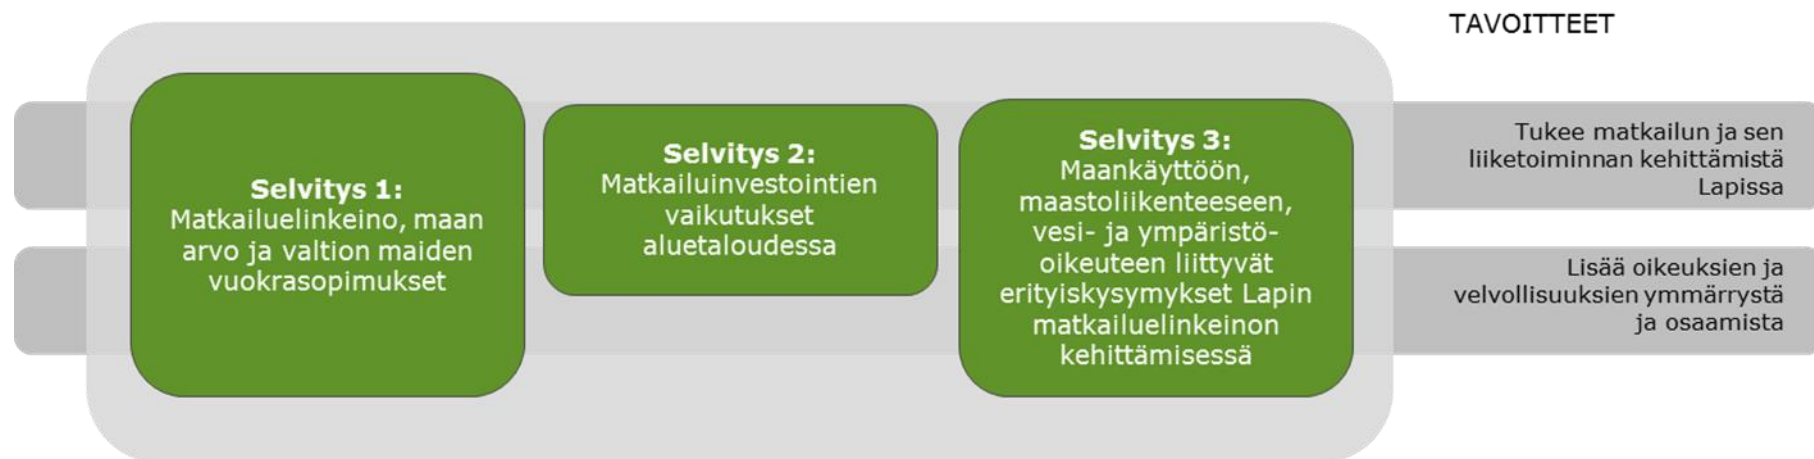 TAVOITTEET
Selvitys 1:
Matkailuelinkeino, maan
arvo ja valtion maiden
vuokrasopimukset
Selvitys 2:
Matkailuinvestointien
vaikutukset
aluetaloudessa
Selvitys 3:
Maankäyttöön,
maastoliikenteeseen,
vesi- ja ympäristö-
oikeuteen liittyvät
erityiskysymykset Lapin
matkailuelinkeinon
kehittämisessä
Tukee matkailun ja sen
liiketoiminnan kehittämistä
Lapissa
Lisää oikeuksien ja
velvollisuuksien ymmärrystä
ja osaamista